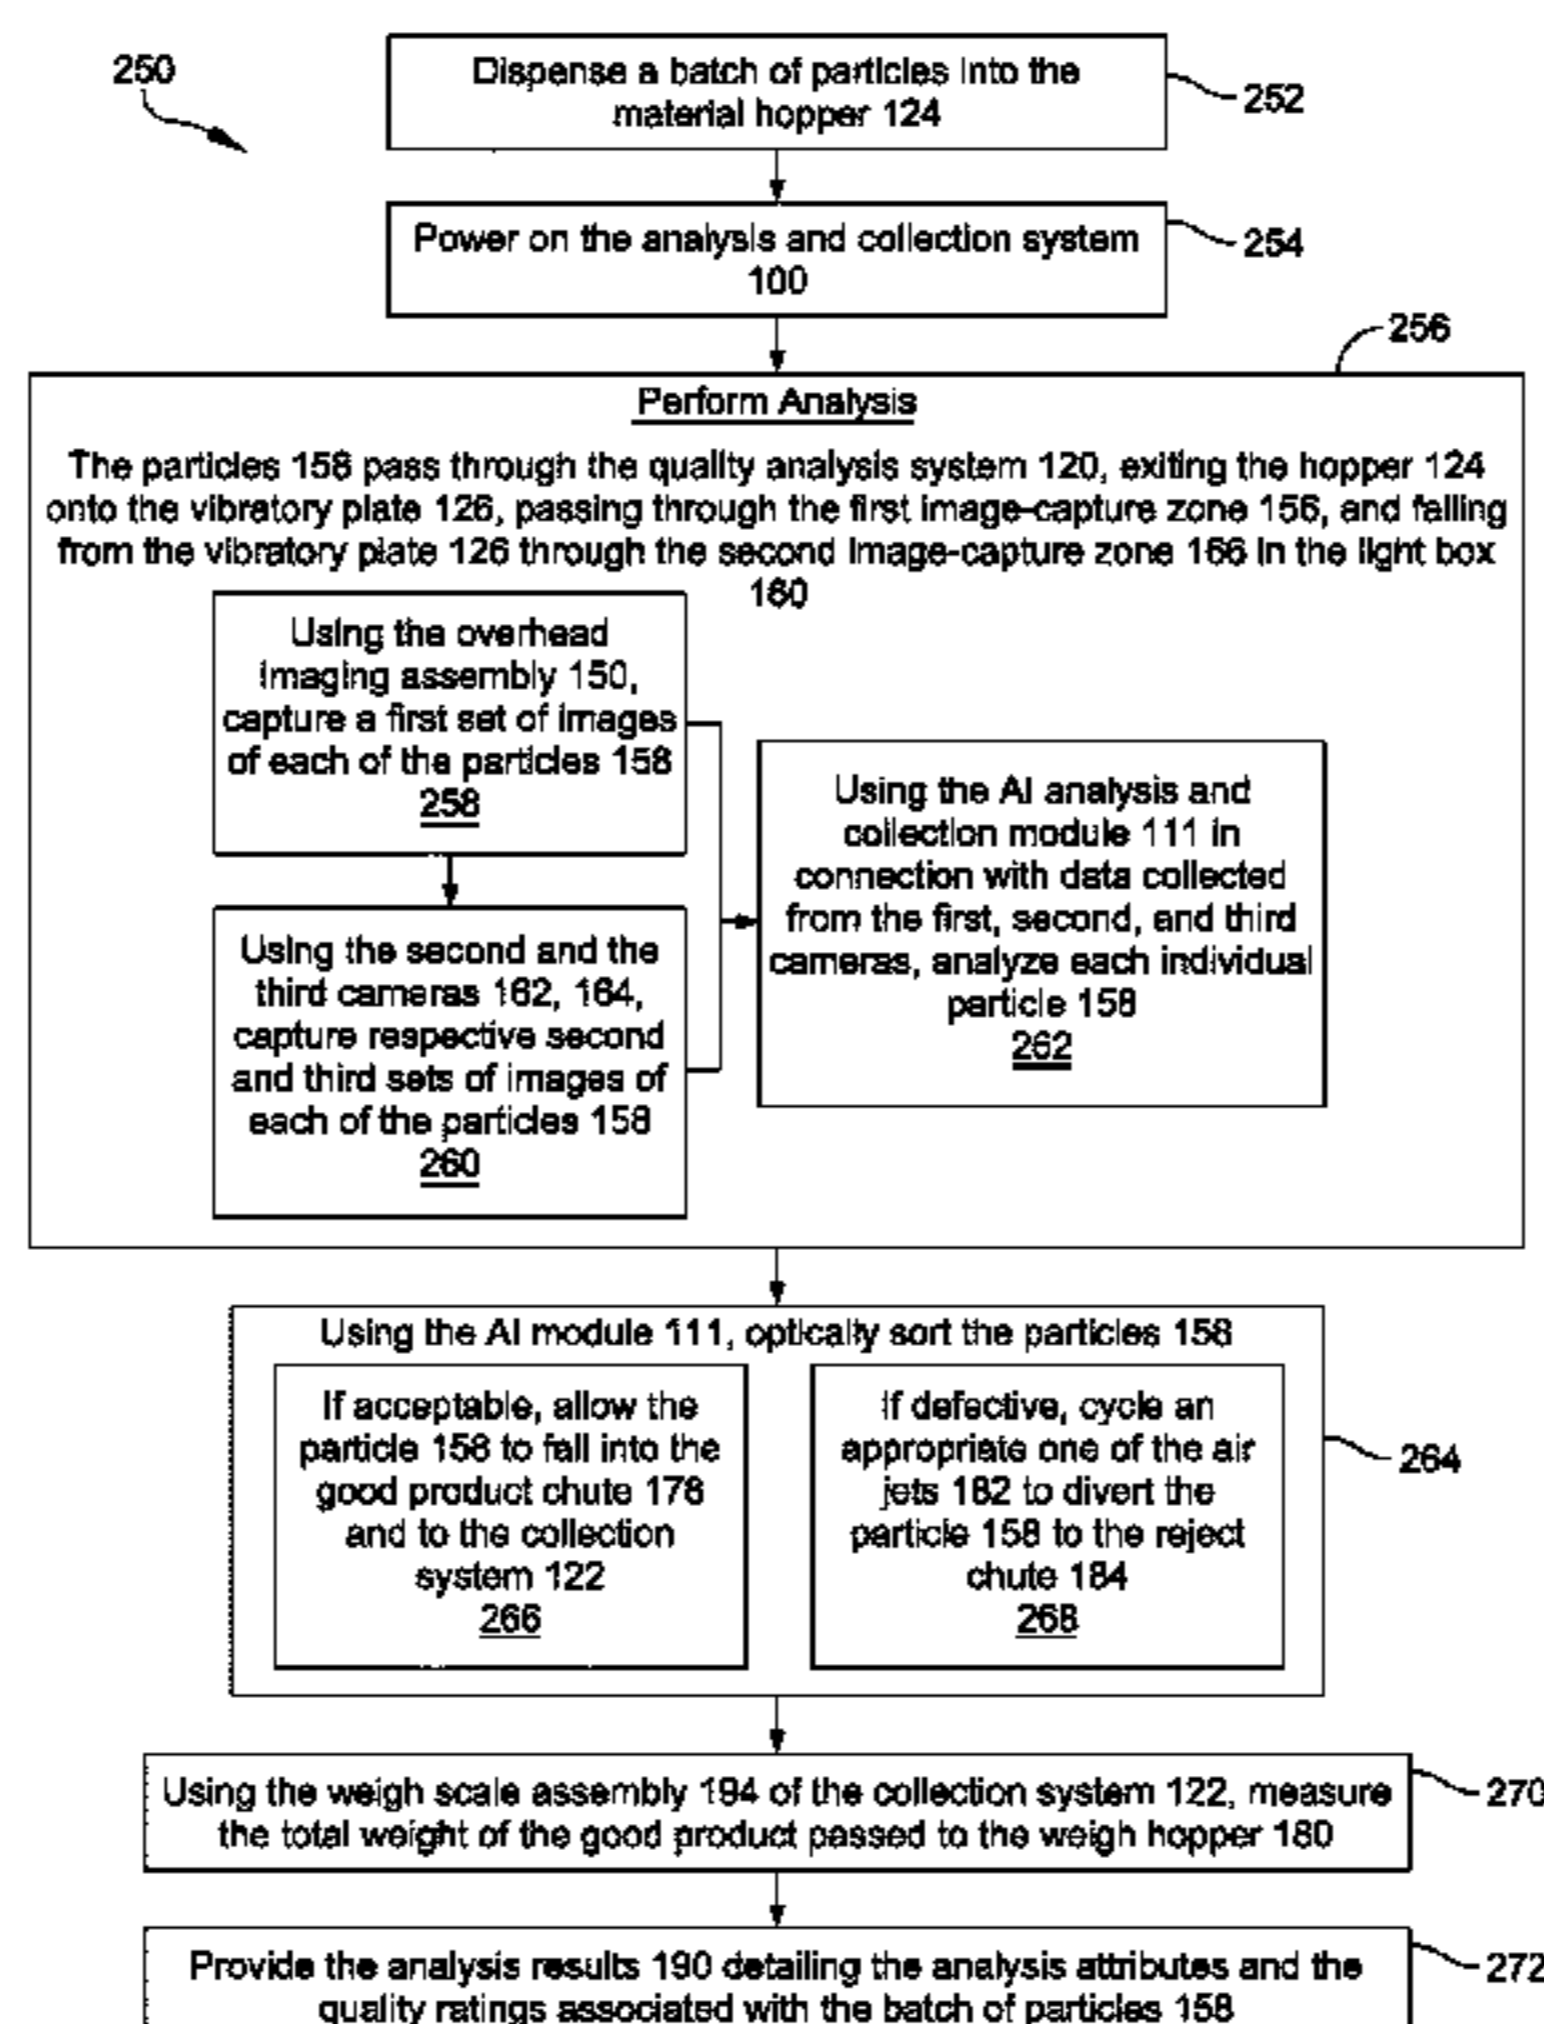 250
Dispense a batch of particles into the
material hopper 124
252
Power on the analysis and collection system
100
254
256
Perform Analysis
The particles 158 pass through the quality analysis system 120, exiting the hopper 124
onto the vibratory plate 126, passing through the first image-capture zone 156, and falling
from the vibratory plate 126 through the second image-capture zone 166 in the light box
160
Using the overhead
imaging assembly 150,
capture a first set of images
of each of the particles 158
258
Using the second and the
third cameras 162, 164,
capture respective second
and third sets of images of
each of the particles 158
260
Using the AI analysis and
collection module 111 in
connection with data collected
from the first, second, and third
cameras, analyze each individual
particle 158
262
Using the AI module 111, optically sort the particles 158
264
If acceptable, allow the
particle 158 to fall into the
good product chute 178
and to the collection
system 122
266
If defective, cycle an
appropriate one of the air
jets 182 to divert the
particle 158 to the reject
chute 184
268
Using the weigh scale assembly 194 of the collection system 122, measure
the total weight of the good product passed to the weigh hopper 180
270
Provide the analysis results 190 detailing the analysis attributes and the
quality ratings associated with the batch of particles 158
272